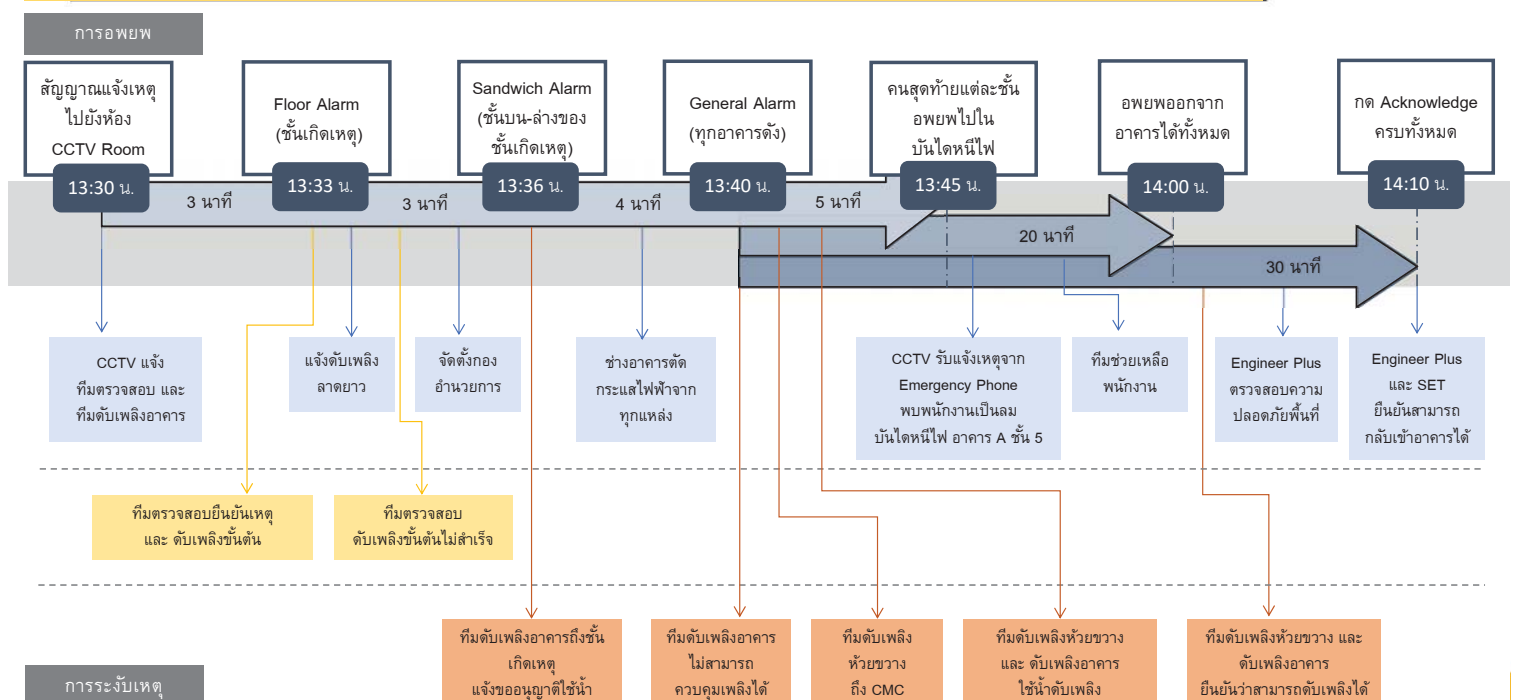 การอพยพ
สัญญาณแจ้งเหตุ
ไปยังห้อง
CCTV Room
13:30 น.
Floor Alarm
(ชั้นเกิดเหตุ)
13:33 น.
Sandwich Alarm
(ชั้นบน-ล่างของ
ชั้นเกิดเหตุ)
13:36 น.
General Alarm
(ทุกอาคารดัง)
13:40 น.
คนสุดท้ายแต่ละชั้น
อพยพไปใน
บันไดหนีไฟ
13:45 น.
อพยพออกจาก
อาคารได้ทั้งหมด
14:00 น.
กด Acknowledge
ครบทั้งหมด
14:10 น.
3 นาที
3 นาที
4 นาที
5 นาที
20 นาที
30 นาที
CCTV แจ้ง
ทีมตรวจสอบ และ
ทีมดับเพลิงอาคาร
แจ้งดับเพลิง
ลาดยาว
จัดตั้งกอง
อำนวยการ
ช่างอาคารตัด
กระแสไฟฟ้าจาก
ทุกแหล่ง
CCTV รับแจ้งเหตุจาก
Emergency Phone
พบพนักงานเป็นลม
บันไดหนีไฟ อาคาร A ชั้น 5
ทีมช่วยเหลือ
พนักงาน
Engineer Plus
ตรวจสอบความ
ปลอดภัยพื้นที่
Engineer Plus
และ SET
ยืนยันสามารถ
กลับเข้าอาคารได้
ทีมตรวจสอบยืนยันเหตุ
และ ดับเพลิงขั้นต้น
ทีมตรวจสอบ
ดับเพลิงขั้นต้นไม่สำเร็จ
ทีมดับเพลิงอาคารถึงชั้น
เกิดเหตุ
แจ้งขออนุญาติใช้น้ำ
ทีมดับเพลิงอาคาร
ไม่สามารถ
ควบคุมเพลิงได้
ทีมดับเพลิง
ห้วยขวาง
ถึง CMC
ทีมดับเพลิงห้วยขวาง
และ ดับเพลิงอาคาร
ใช้น้ำดับเพลิง
ทีมดับเพลิงห้วยขวาง และ
ดับเพลิงอาคาร
ยืนยันว่าสามารถดับเพลิงได้
การระงับเหตุ